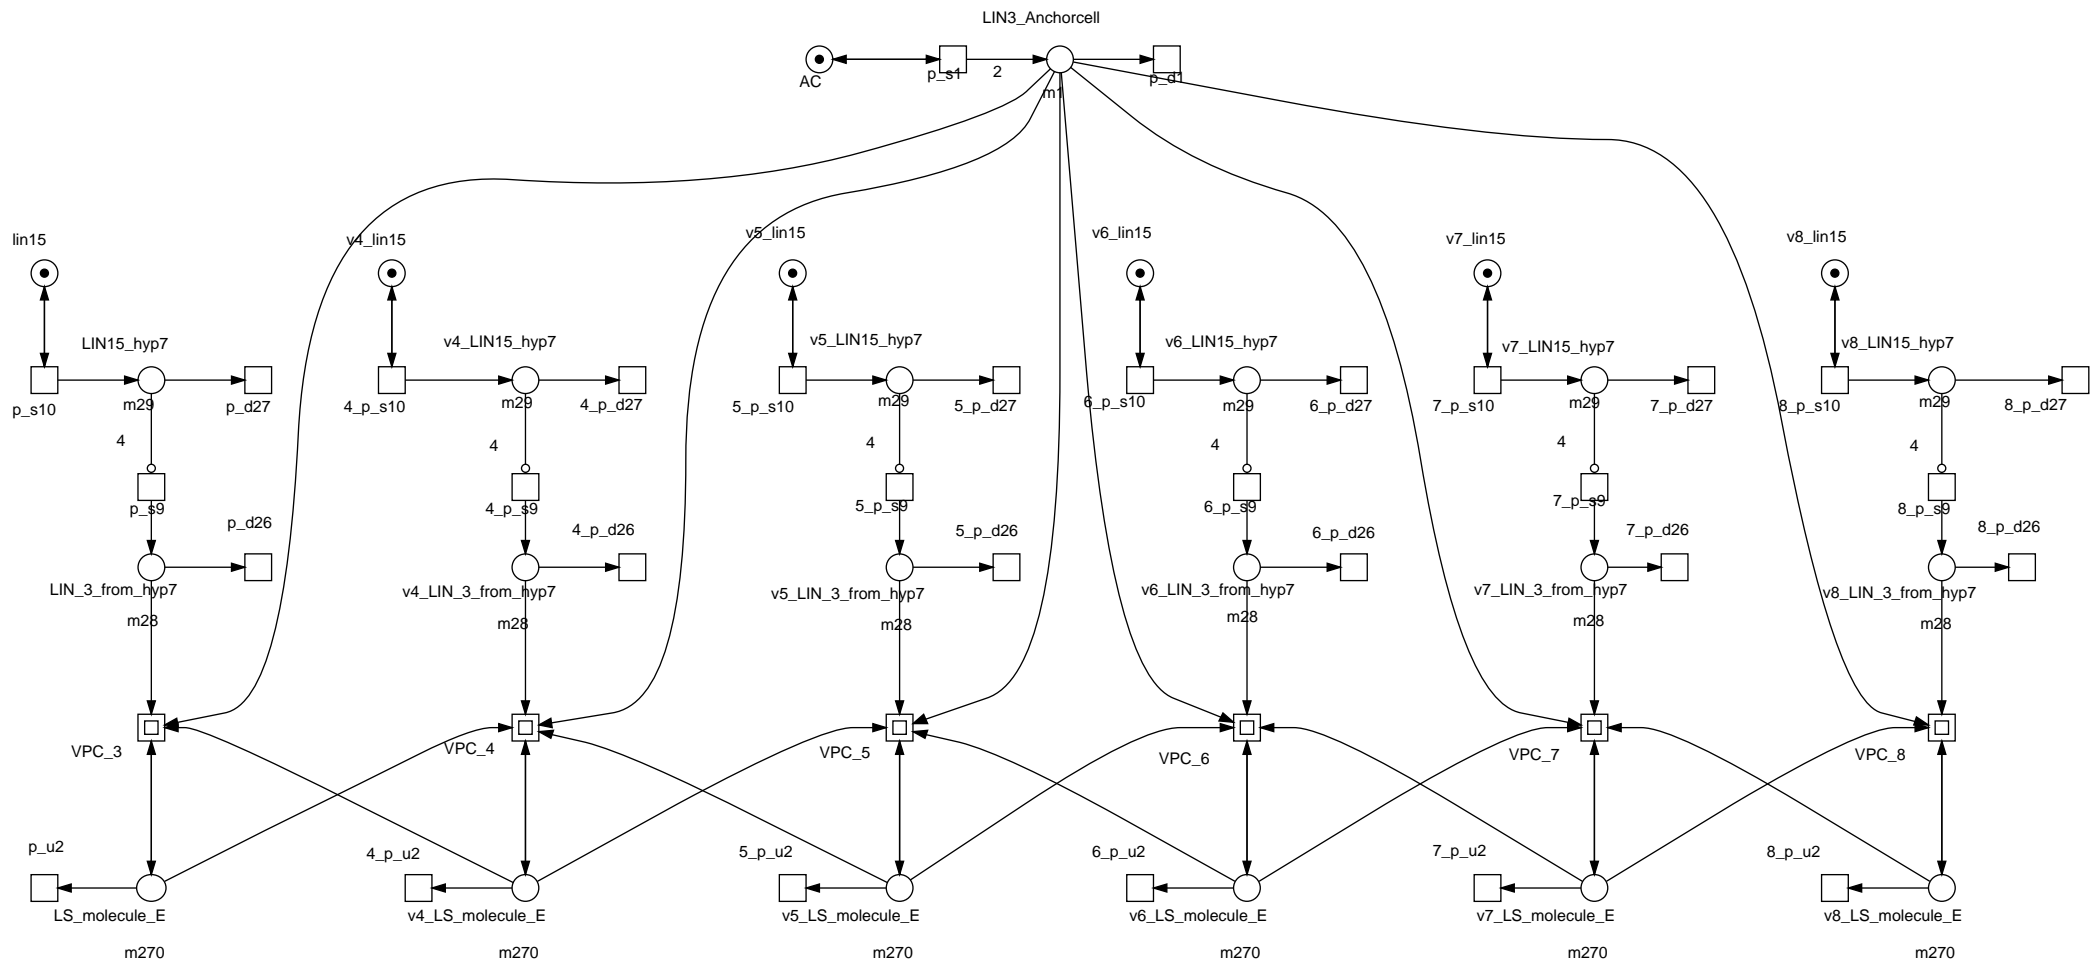 LIN3_Anchorcell
AC
p_s1
2
m1
p_d1
lin15
v4_lin15
v5_lin15
v6_lin15
v7_lin15
v8_lin15
LIN15_hyp7
v4_LIN15_hyp7
v5_LIN15_hyp7
v6_LIN15_hyp7
v7_LIN15_hyp7
v8_LIN15_hyp7
p_s10
m29
p_d27
4_p_s10
m29
4_p_d27
5_p_s10
m29
5_p_d27
6_p_s10
m29
6_p_d27
7_p_s10
m29
7_p_d27
8_p_s10
m29
8_p_d27
4
4
4
4
4
4
p_s9
4_p_s9
5_p_s9
6_p_s9
7_p_s9
8_p_s9
p_d26
4_p_d26
5_p_d26
6_p_d26
7_p_d26
8_p_d26
LIN_3_from_hyp7
v4_LIN_3_from_hyp7
v5_LIN_3_from_hyp7
v6_LIN_3_from_hyp7
v7_LIN_3_from_hyp7
v8_LIN_3_from_hyp7
m28
m28
m28
m28
m28
m28
VPC_3
VPC_4
VPC_5
VPC_6
VPC_7
VPC_8
p_u2
4_p_u2
5_p_u2
6_p_u2
7_p_u2
8_p_u2
LS_molecule_E
v4_LS_molecule_E
v5_LS_molecule_E
v6_LS_molecule_E
v7_LS_molecule_E
v8_LS_molecule_E
m270
m270
m270
m270
m270
m270